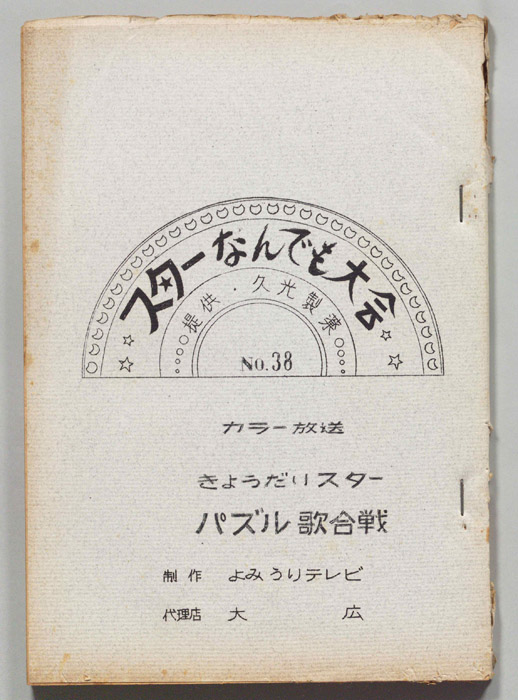 スターなんでも大会
提供・久光製薬
No.38
カラー放送
きょうだいスター
パズル歌合戦
制作 よみうりテレビ
代理店 大広